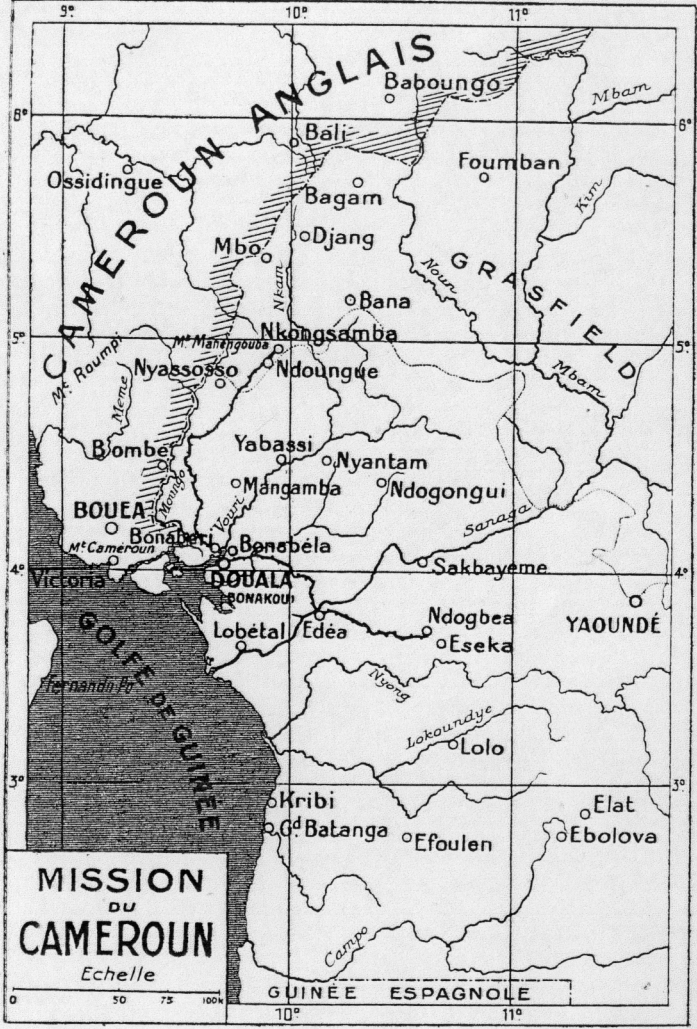 9° 10° 11°
CAMEROUN ANGLAIS
Baboungo
Mbam
6° 6°
Bali
Foumban
Ossidingue
Bagam
Kim
Djang
Mbo
GRASFIELD
Noun
Nkam
Bana
5° 5°
Nkongsamba
Mt Manengouba
Mt Roumpi
Nyassosso
Ndoungue
Mbam
Meme
Yabassi
Bombe
Nyantam
Mangamba
Ndogongui
Moungo
BOUEA
Vouri
Sanaga
Bonaberi
Bonabéla
Mt Cameroun
Sakbayeme
4° 4°
Victoria
DOUALA
BONAKOU
YAOUNDÉ
Ndogbea
Lobétal
Edéa
Eseka
GOLFE DE GUINÉE
Fernando Po
Nyong
Lokoundye
Lolo
3° 3°
Kribi
Elat
Gd Batanga
Efoulen
Ebolova
MISSION
DU
CAMEROUN
Echelle
0 50 75 100k
Campo
GUINÉE ESPAGNOLE
10° 11°